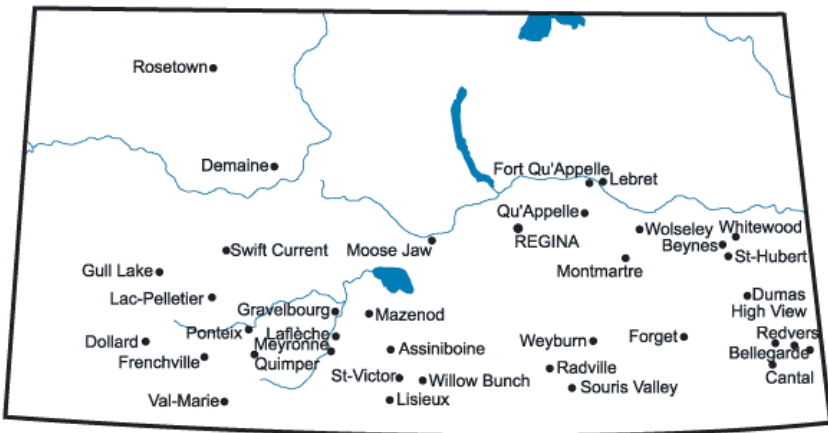 Rosetown
Demaine
Fort Qu'Appelle
Lebret
Qu'Appelle
REGINA
Wolseley
Whitewood
Beynes
St-Hubert
Swift Current
Moose Jaw
Montmartre
Gull Lake
Lac-Pelletier
Dumas
High View
Gravelbourg
Mazenod
Ponteix
Laflèche
Dollard
Meyronne
Assiniboine
Weyburn
Forget
Redvers
Frenchville
Quimper
Bellegarde
St-Victor
Willow Bunch
Radville
Cantal
Souris Valley
Val-Marie
Lisieux